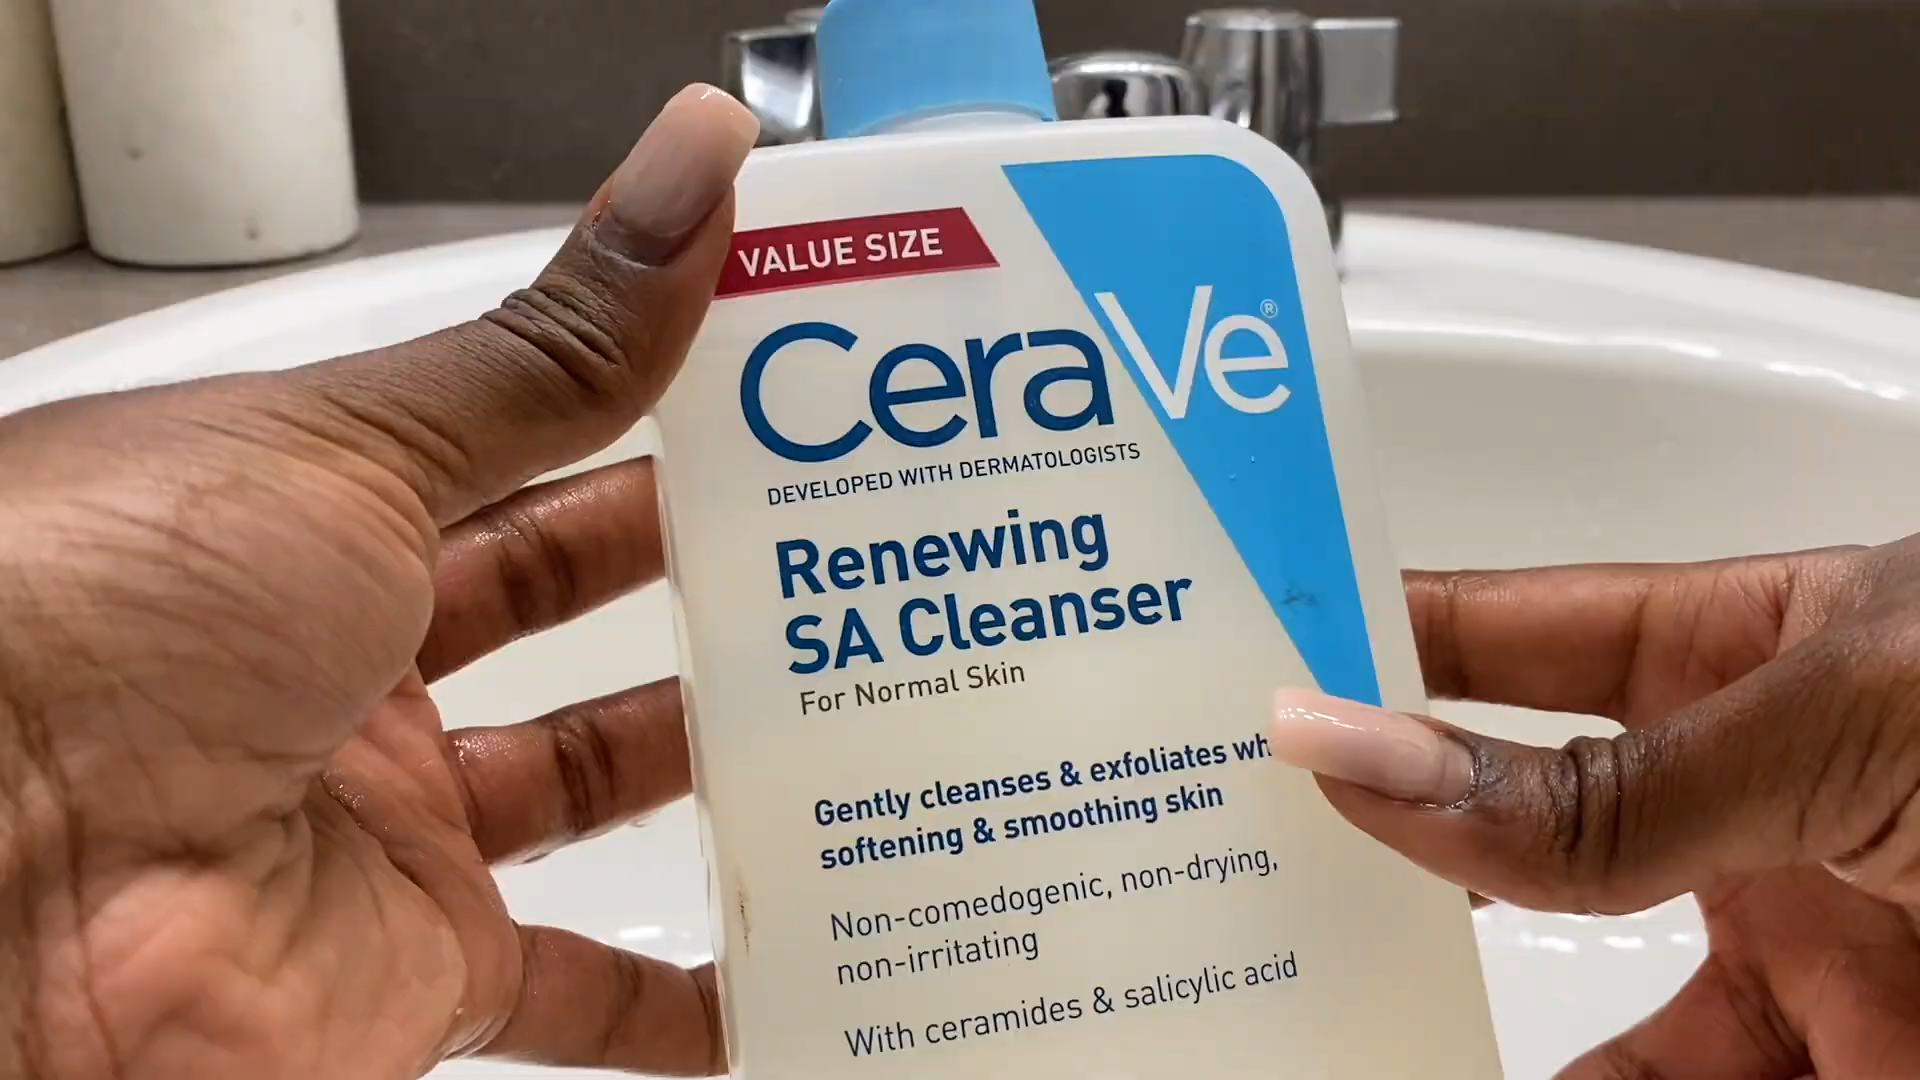 VALUE SIZE
CeraVe®
DEVELOPED WITH DERMATOLOGISTS
Renewing
SA Cleanser
For Normal Skin
Gently cleanses & exfoliates
softening & smoothing skin
Non-comedogenic, non-drying,
non-irritating
With ceramides & salicylic acid